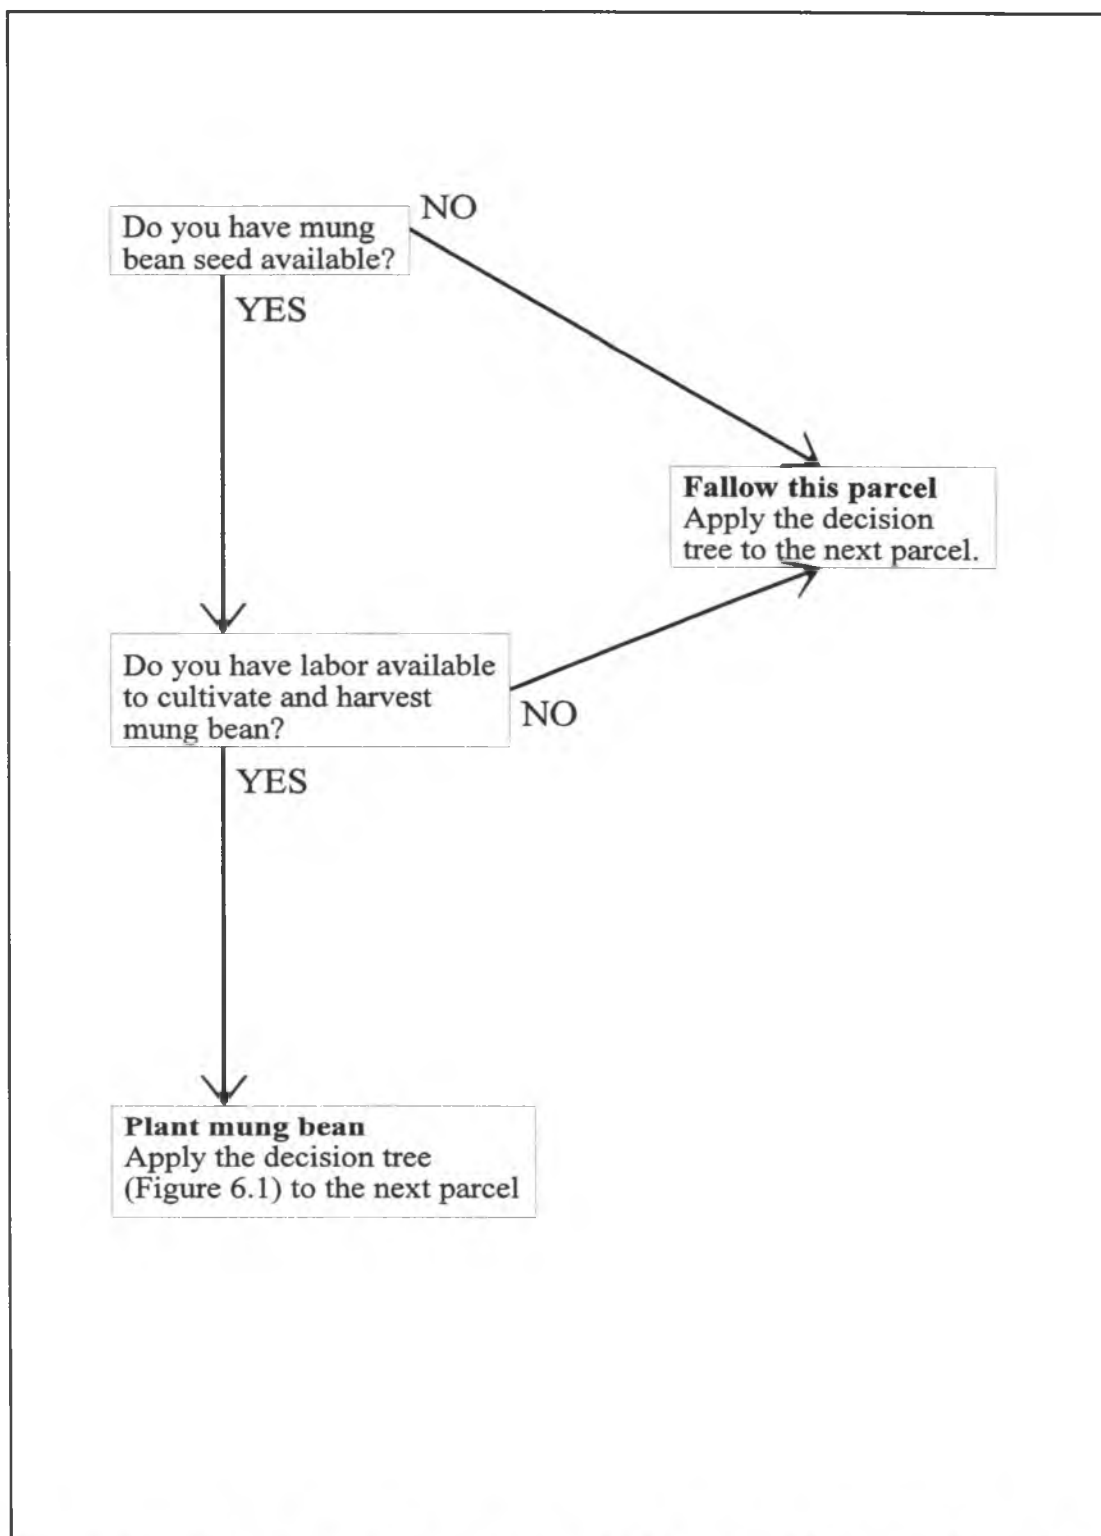 Do you have mung
bean seed available?
NO
YES
Fallow this parcel
Apply the decision
tree to the next parcel.
Do you have labor available
to cultivate and harvest
mung bean?
NO
YES
Plant mung bean
Apply the decision tree
(Figure 6.1) to the next parcel